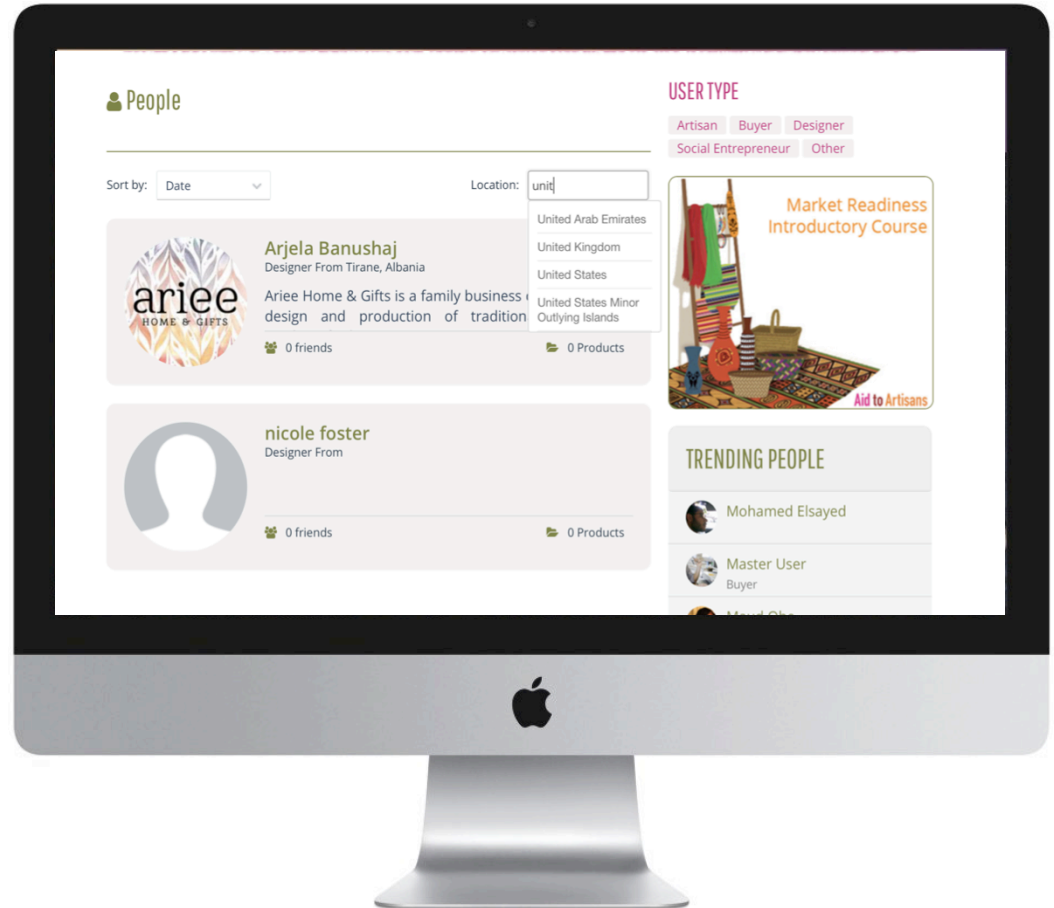 People
Sort by: Date
Location: unit
United Arab Emirates
United Kingdom
United States
United States Minor
Outlying Islands
ariee
HOME & GIFTS
Arjela Banushaj
Designer From Tirane, Albania
Ariee Home & Gifts is a family business
design and production of tradition
0 friends
0 Products
nicole foster
Designer From
0 friends
0 Products
USER TYPE
Artisan Buyer Designer
Social Entrepreneur Other
Market Readiness
Introductory Course
Aid to Artisans
TRENDING PEOPLE
Mohamed Elsayed
Master User
Buyer